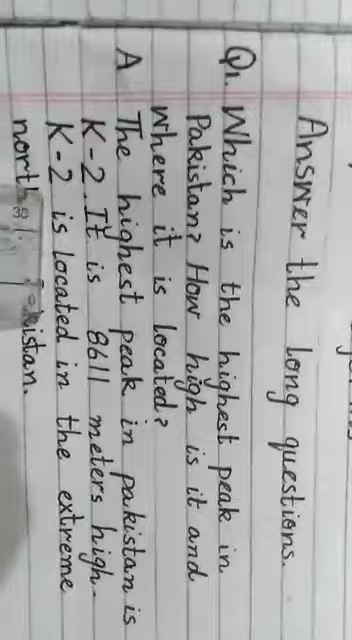 Answer the long questions.
Q1. Which is the highest peak in
Pakistan? How high is it and
where it is located?
A The highest peak in pakistan is
K-2. It is 8611 meters high.
K-2 is located in the extreme
north
30
kistan.